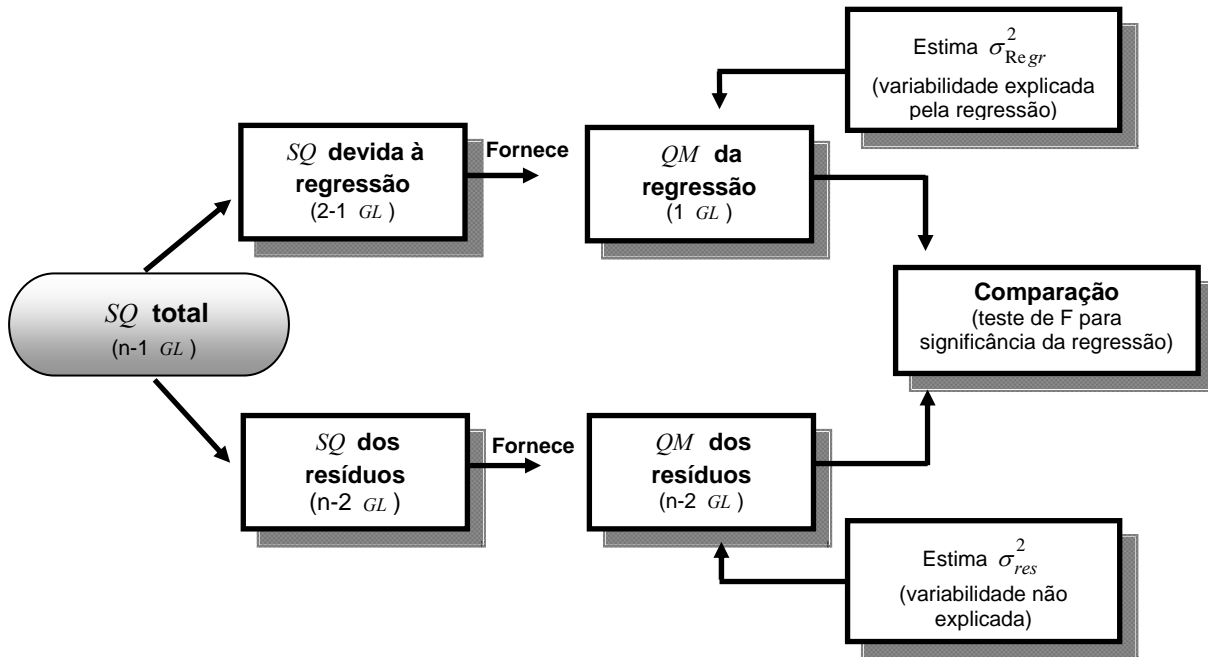 Estima σ²Regr
(variabilidade explicada
pela regressão)
SQ devida à
regressão
(2-1 GL )
Fornece
QM da
regressão
(1 GL )
SQ total
(n-1 GL )
Comparação
(teste de F para
significância da regressão)
SQ dos
resíduos
(n-2 GL )
Fornece
QM dos
resíduos
(n-2 GL )
Estima σ²res
(variabilidade não
explicada)